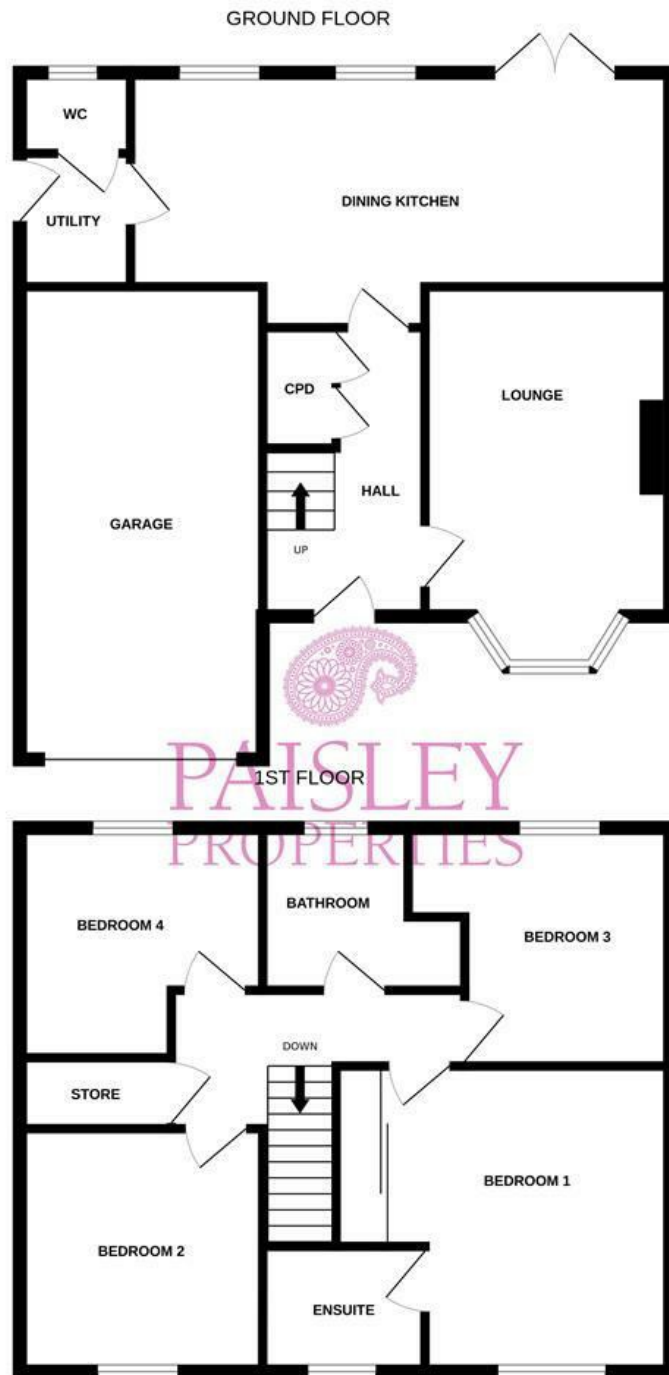 GROUND FLOOR
WC
UTILITY
DINING KITCHEN
CPD
LOUNGE
HALL
GARAGE
UP
PAISLEY
1ST FLOOR
PROPERTIES
BEDROOM 4
BATHROOM
BEDROOM 3
DOWN
STORE
BEDROOM 1
BEDROOM 2
ENSUITE